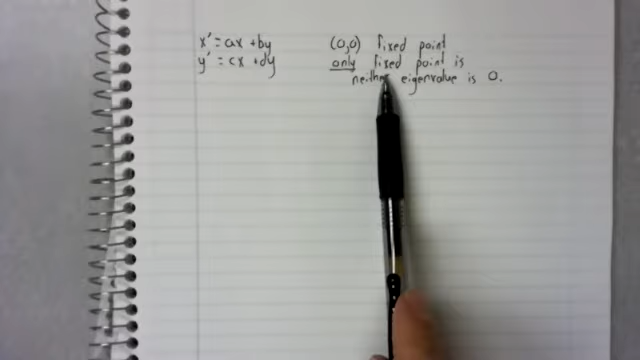 x' = ax + by
y' = cx + dy
(0,0) fixed point
only fixed point is
neither eigenvalue is 0.